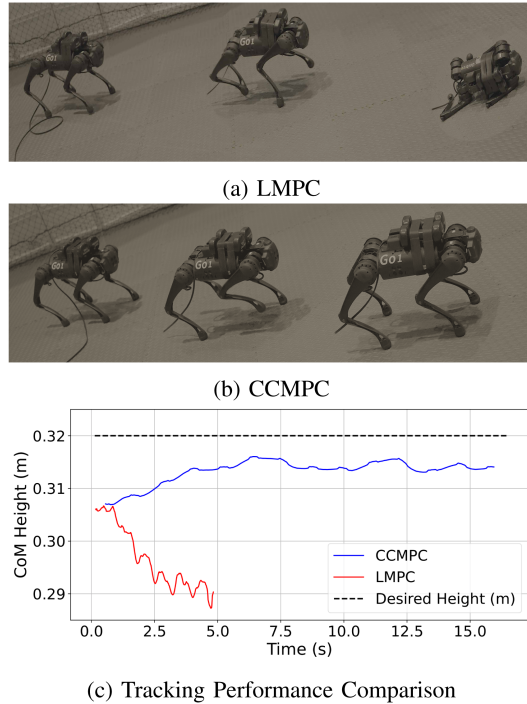 Go1
Go1
(a) LMPC
Go1
Go1
Go1
(b) CCMPC
0.32
0.31
0.30
0.29
CoM Height (m)
CCMPC
LMPC
Desired Height (m)
0.0 2.5 5.0 7.5 10.0 12.5 15.0
Time (s)
(c) Tracking Performance Comparison